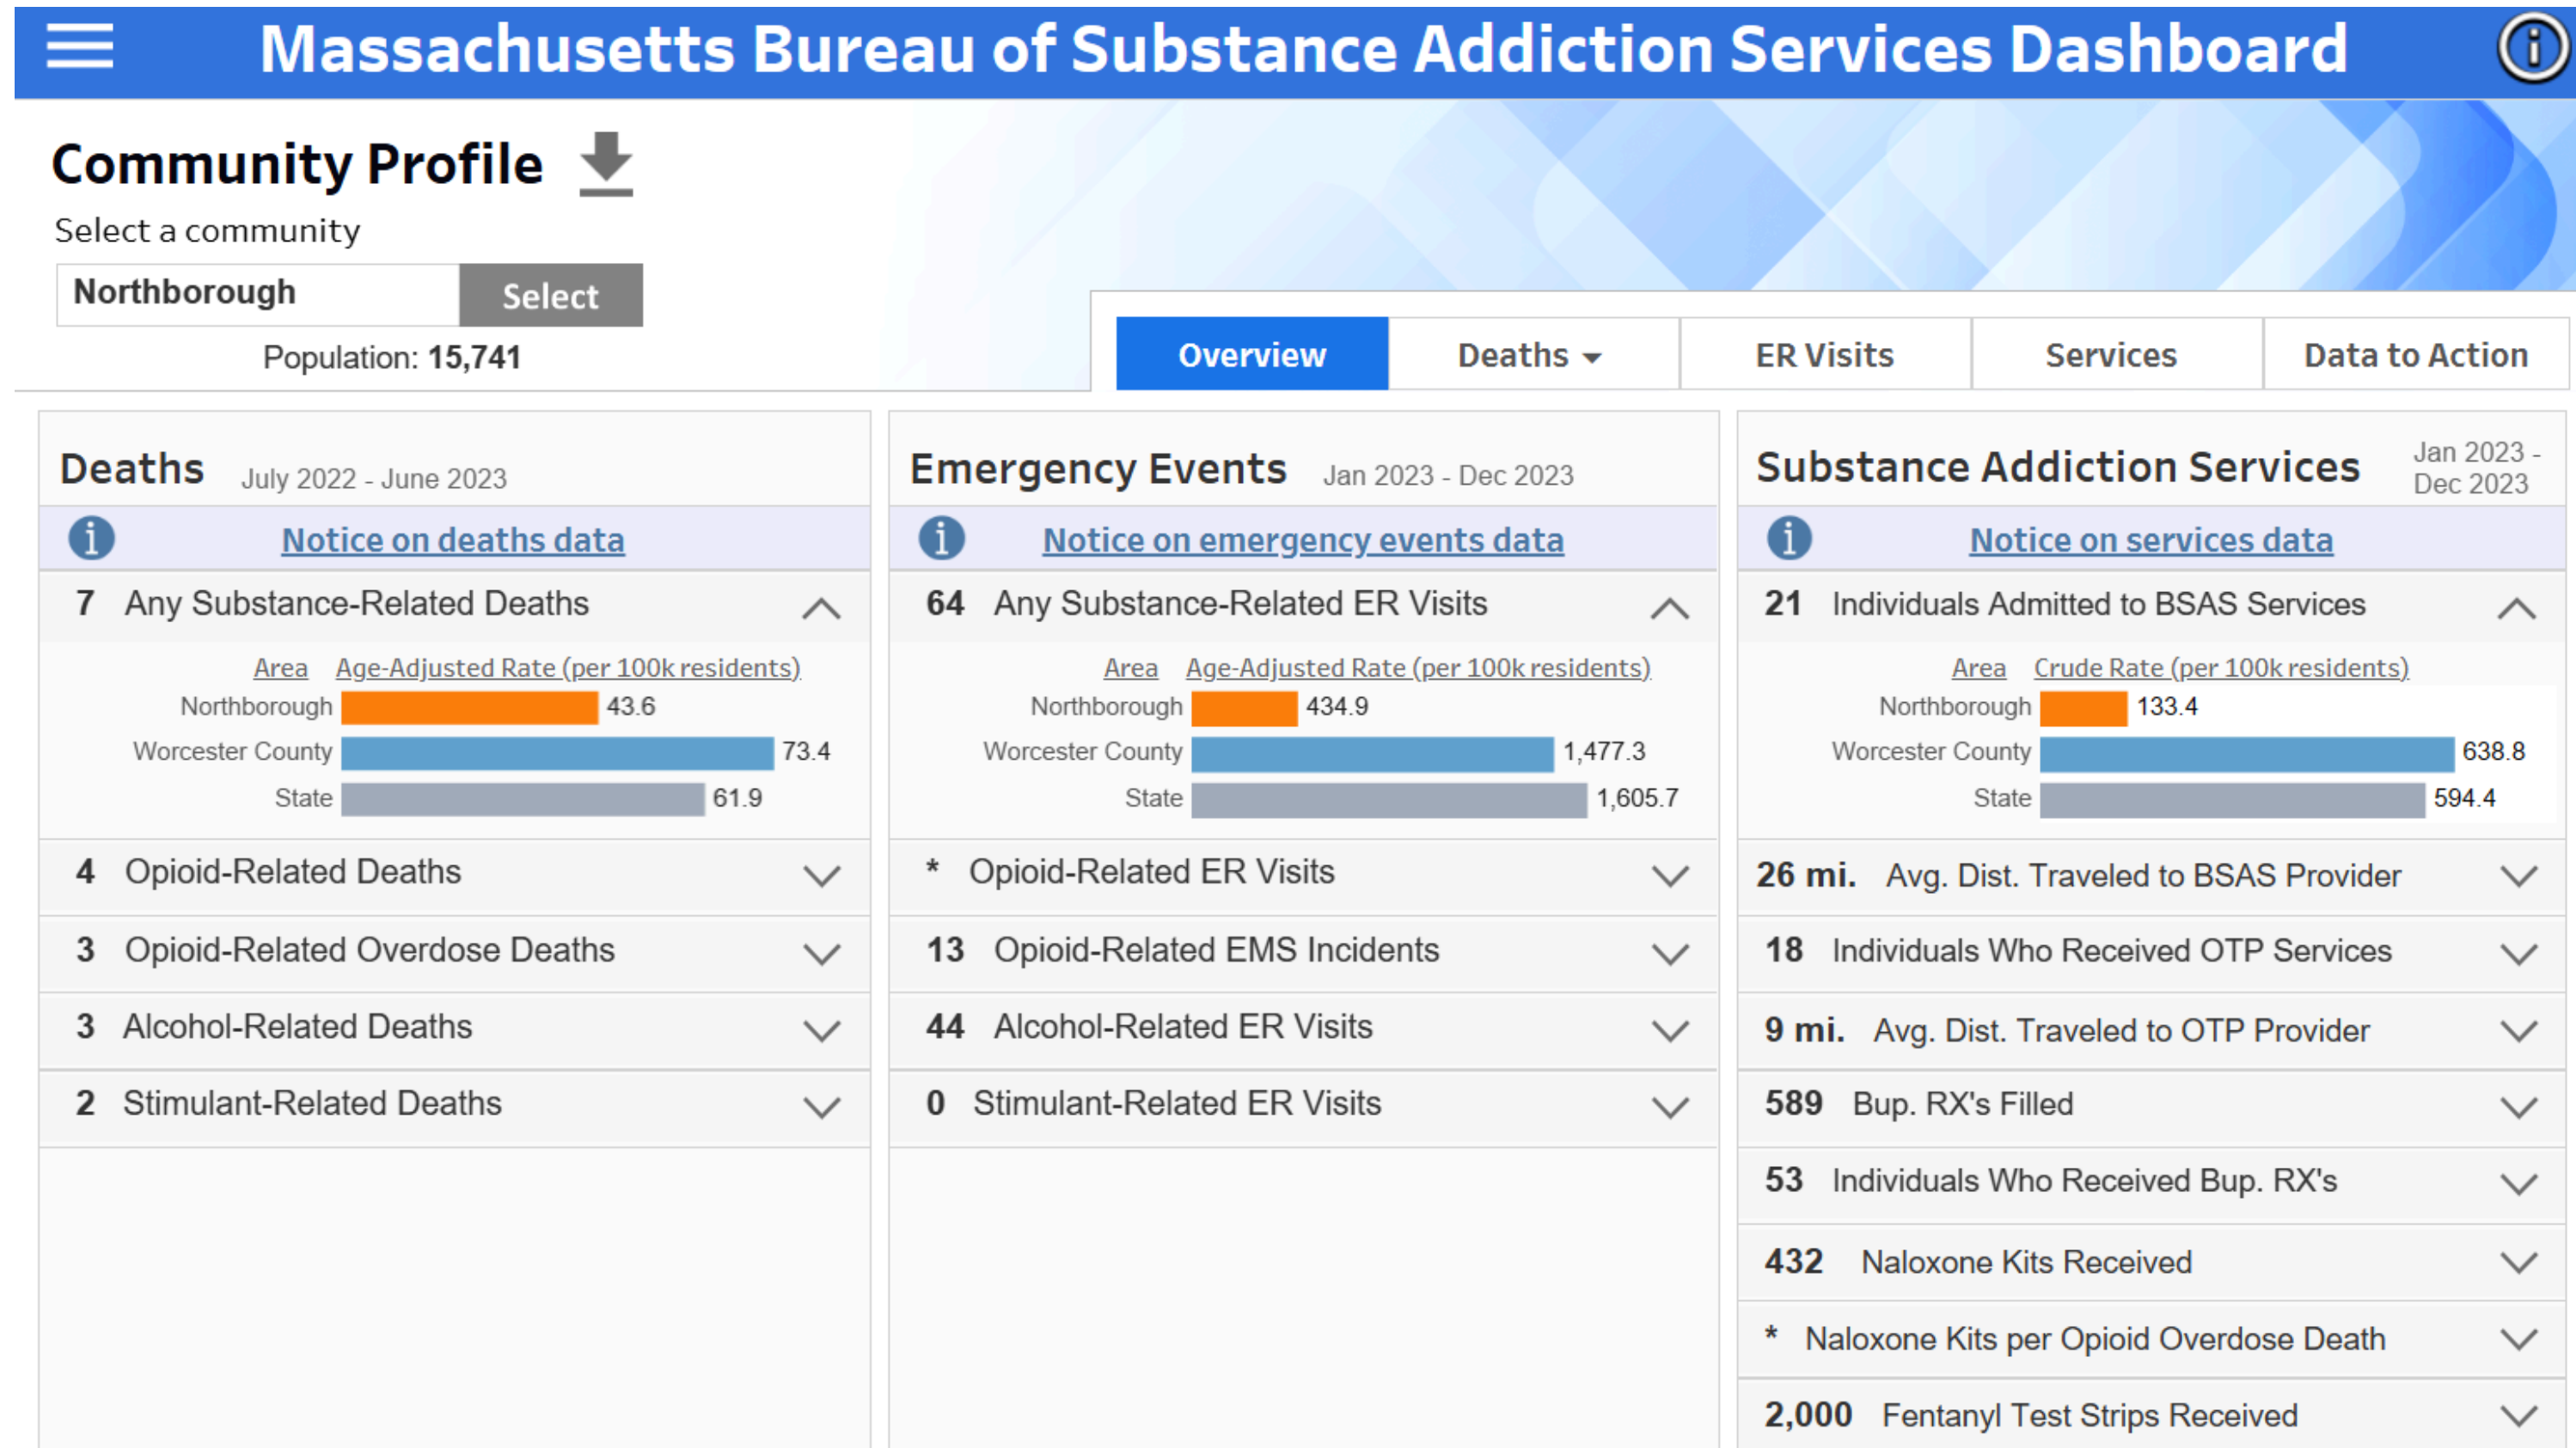 Massachusetts Bureau of Substance Addiction Services Dashboard
Community Profile
Select a community
Northborough Select
Population: 15,741
Overview Deaths ER Visits Services Data to Action
Deaths July 2022 - June 2023
Notice on deaths data
7 Any Substance-Related Deaths
Area Age-Adjusted Rate (per 100k residents)
Northborough 43.6
Worcester County 73.4
State 61.9
4 Opioid-Related Deaths
3 Opioid-Related Overdose Deaths
3 Alcohol-Related Deaths
2 Stimulant-Related Deaths
Emergency Events Jan 2023 - Dec 2023
Notice on emergency events data
64 Any Substance-Related ER Visits
Area Age-Adjusted Rate (per 100k residents)
Northborough 434.9
Worcester County 1,477.3
State 1,605.7
* Opioid-Related ER Visits
13 Opioid-Related EMS Incidents
44 Alcohol-Related ER Visits
0 Stimulant-Related ER Visits
Substance Addiction Services Jan 2023 -
Dec 2023
Notice on services data
21 Individuals Admitted to BSAS Services
Area Crude Rate (per 100k residents)
Northborough 133.4
Worcester County 638.8
State 594.4
26 mi. Avg. Dist. Traveled to BSAS Provider
18 Individuals Who Received OTP Services
9 mi. Avg. Dist. Traveled to OTP Provider
589 Bup. RX's Filled
53 Individuals Who Received Bup. RX's
432 Naloxone Kits Received
* Naloxone Kits per Opioid Overdose Death
2,000 Fentanyl Test Strips Received